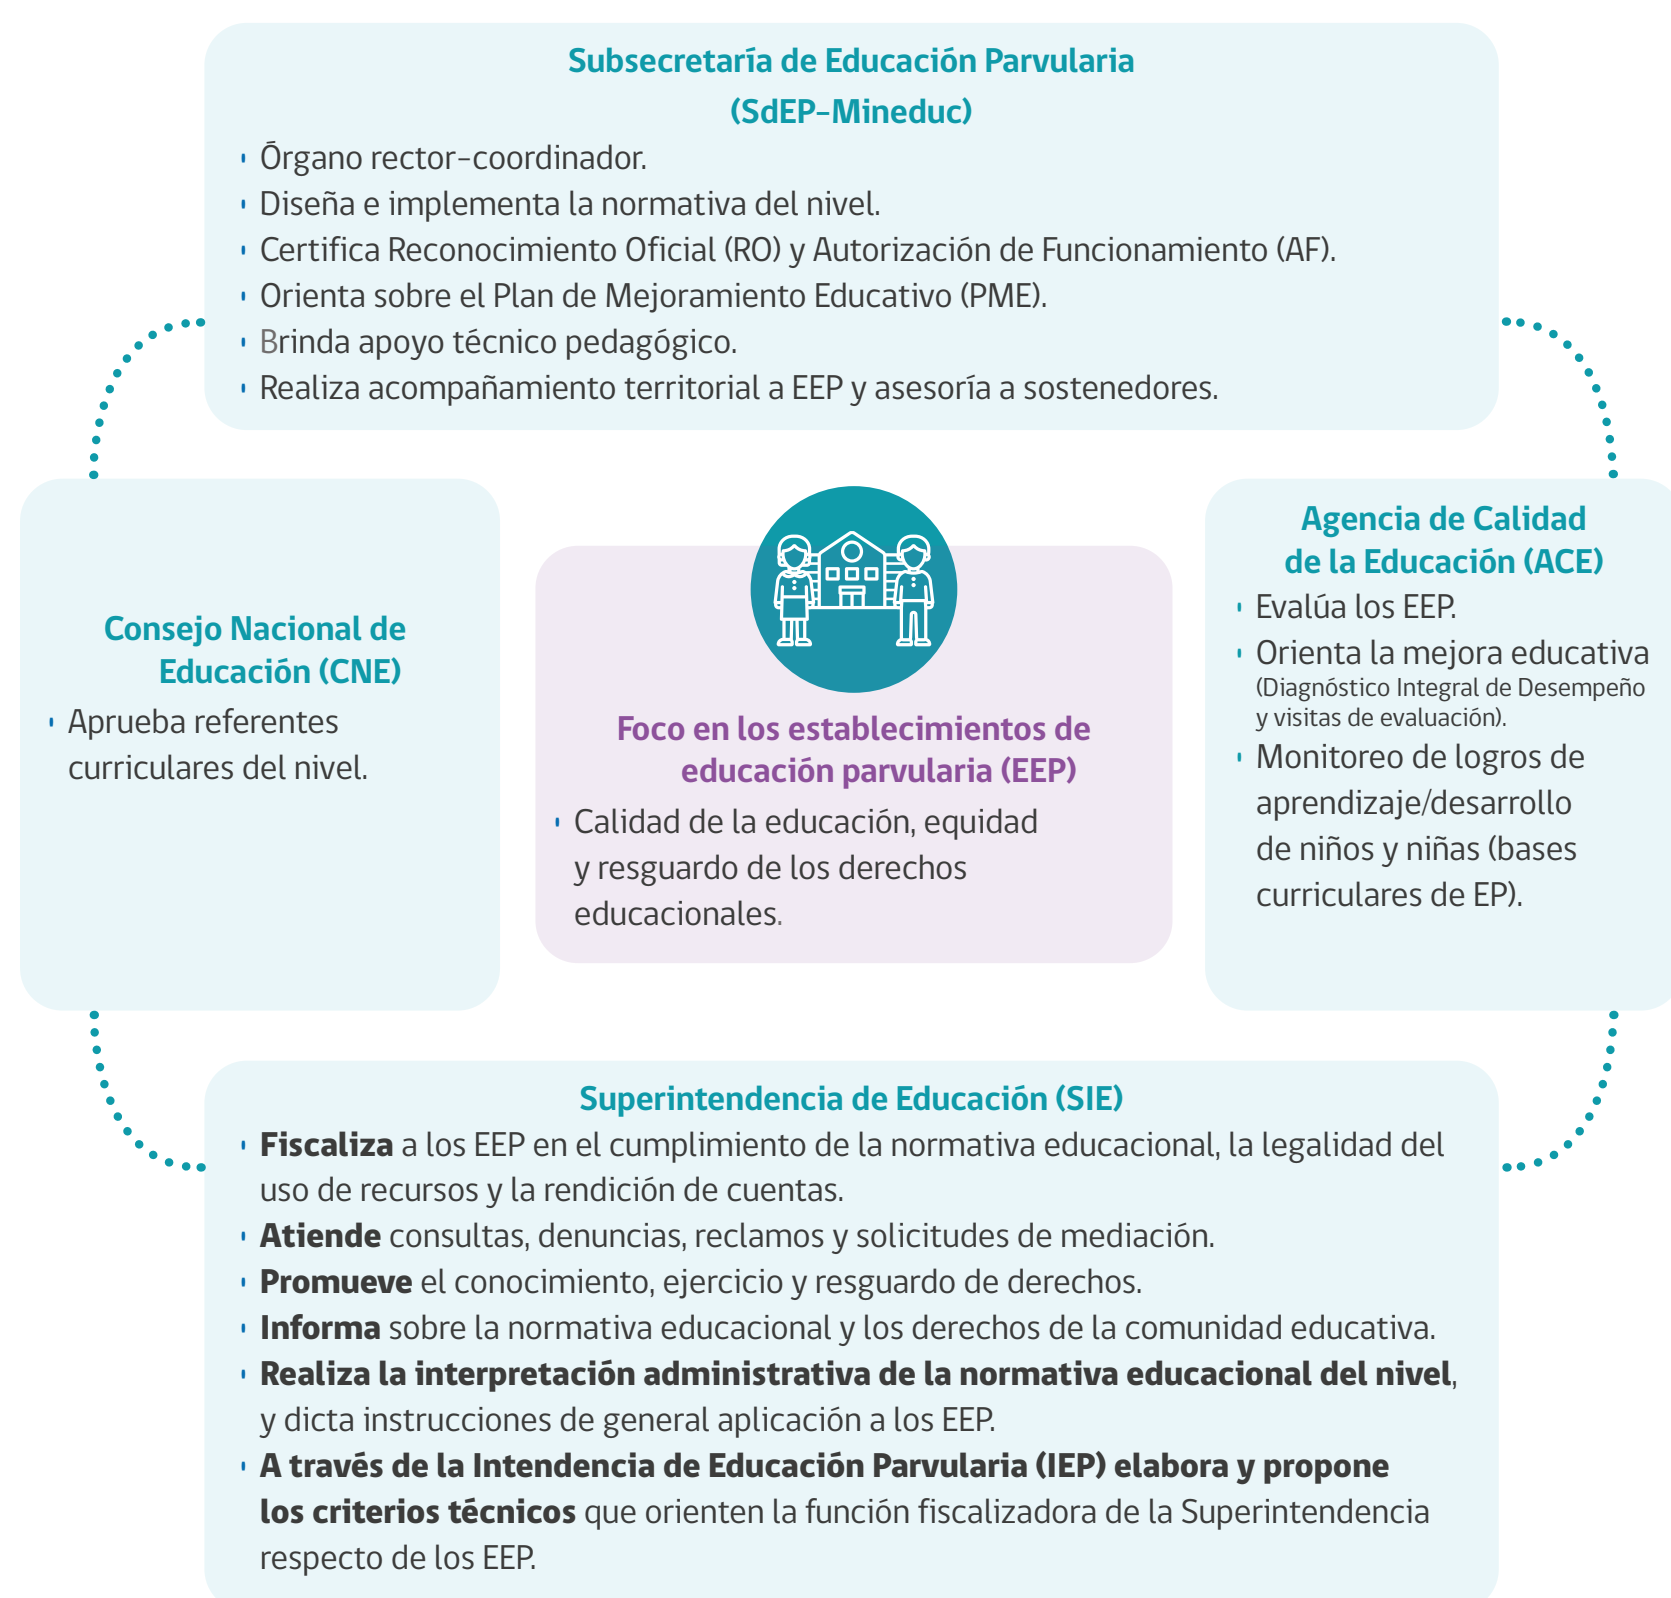 Subsecretaría de Educación Parvularia
(SdEP-Mineduc)
Órgano rector-coordinador.
Diseña e implementa la normativa del nivel.
Certifica Reconocimiento Oficial (RO) y Autorización de Funcionamiento (AF).
Orienta sobre el Plan de Mejoramiento Educativo (PME).
Brinda apoyo técnico pedagógico.
Realiza acompañamiento territorial a EEP y asesoría a sostenedores.
Consejo Nacional de
Educación (CNE)
Aprueba referentes
curriculares del nivel.
Foco en los establecimientos de
educación parvularia (EEP)
Calidad de la educación, equidad
y resguardo de los derechos
educacionales.
Agencia de Calidad
de la Educación (ACE)
Evalúa los EEP.
Orienta la mejora educativa
(Diagnóstico Integral de Desempeño
y visitas de evaluación).
Monitoreo de logros de
aprendizaje/desarrollo
de niños y niñas (bases
curriculares de EP).
Superintendencia de Educación (SIE)
Fiscaliza a los EEP en el cumplimiento de la normativa educacional, la legalidad del
uso de recursos y la rendición de cuentas.
Atiende consultas, denuncias, reclamos y solicitudes de mediación.
Promueve el conocimiento, ejercicio y resguardo de derechos.
Informa sobre la normativa educacional y los derechos de la comunidad educativa.
Realiza la interpretación administrativa de la normativa educacional del nivel,
y dicta instrucciones de general aplicación a los EEP.
A través de la Intendencia de Educación Parvularia (IEP) elabora y propone
los criterios técnicos que orienten la función fiscalizadora de la Superintendencia
respecto de los EEP.